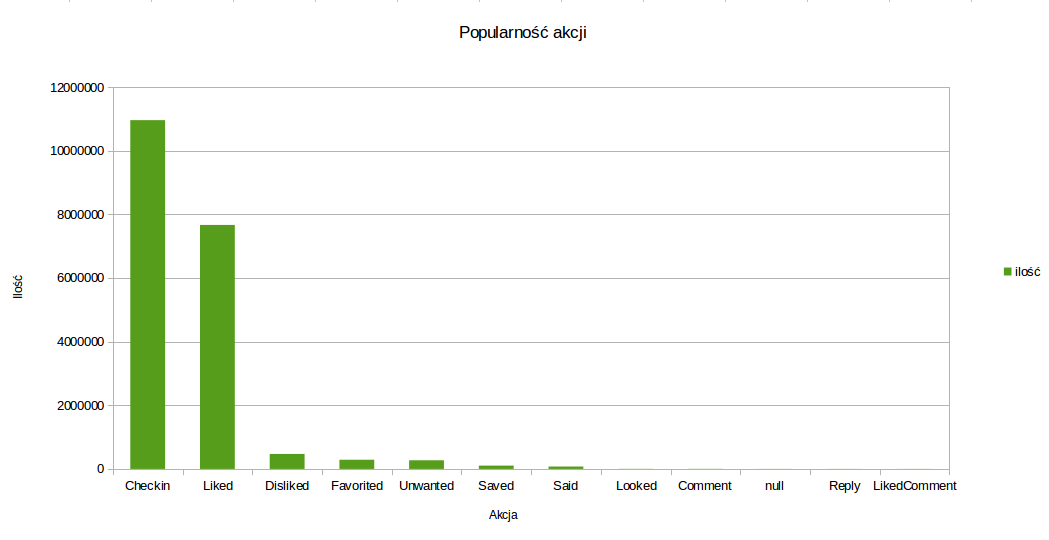 Popularność akcji
12000000
10000000
8000000
6000000
4000000
2000000
0
Ilość
Checkin Liked Disliked Favorited Unwanted Saved Said Looked Comment null Reply LikedComment
Akcja
ilość